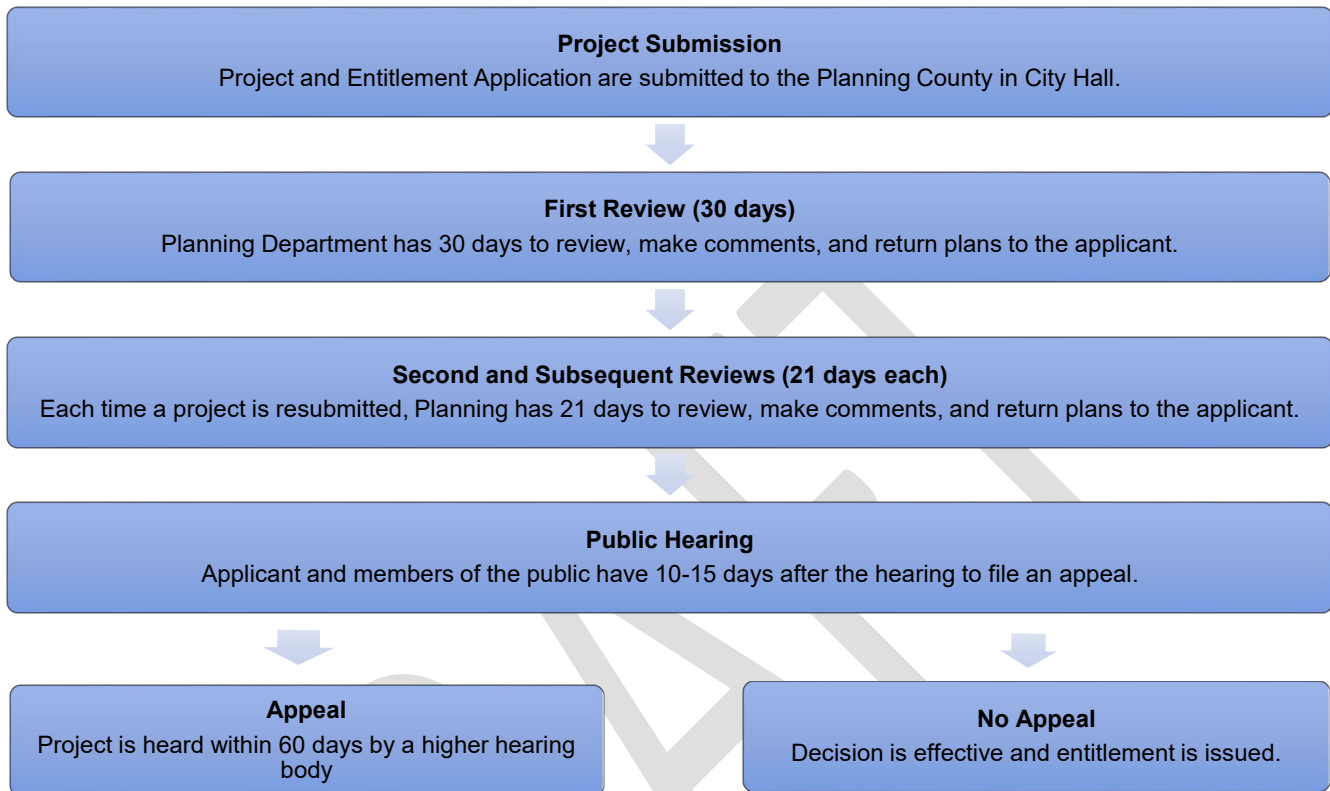 Project Submission
Project and Entitlement Application are submitted to the Planning County in City Hall.
First Review (30 days)
Planning Department has 30 days to review, make comments, and return plans to the applicant.
Second and Subsequent Reviews (21 days each)
Each time a project is resubmitted, Planning has 21 days to review, make comments, and return plans to the applicant.
Public Hearing
Applicant and members of the public have 10-15 days after the hearing to file an appeal.
Appeal
Project is heard within 60 days by a higher hearing
body
No Appeal
Decision is effective and entitlement is issued.